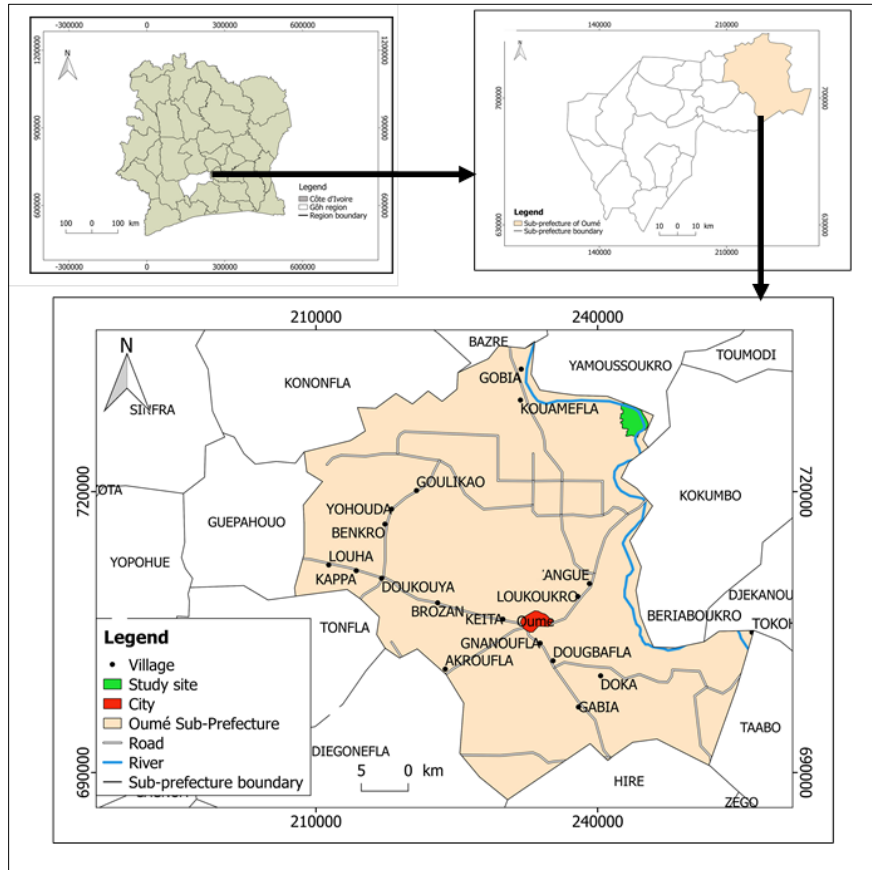 -300000 0 300000 600000
N
1200000
1200000
900000
900000
600000
600000
Legend
Côte d'Ivoire
Gôh region
Region boundary
100 0 100 km
-300000 0 300000 600000
140000 210000
N
700000
700000
630000
630000
Legend
Sub-prefecture of Oumé
Sub-prefecture boundary
10 0 10 km
140000 210000
210000 240000
N
BAZRE
YAMOUSSOUKRO
TOUMODI
KONONFLA
GOBIA
SINFRA
KOUAMEFLA
720000
720000
GOULIKAO
KOKUMBO
YOHOUDA
GUEPAHOUO
BENKRO
YOPOHUE
LOUHA
KAPPA
DOUKOUYA
'ANGUE
LOUKOUKRO
DJEKANOU
BROZAN
BERIABOUKRO
TOKOH
KEITA
Oume
TONFLA
GNANOUFLA
DOUGBAFLA
AKROUFLA
DOKA
GABIA
TAABO
DIEGONEFLA
HIRE
ZEGO
Legend
Village
Study site
City
Oumé Sub-Prefecture
Road
River
Sub-prefecture boundary
5 0 km
690000
690000
210000 240000